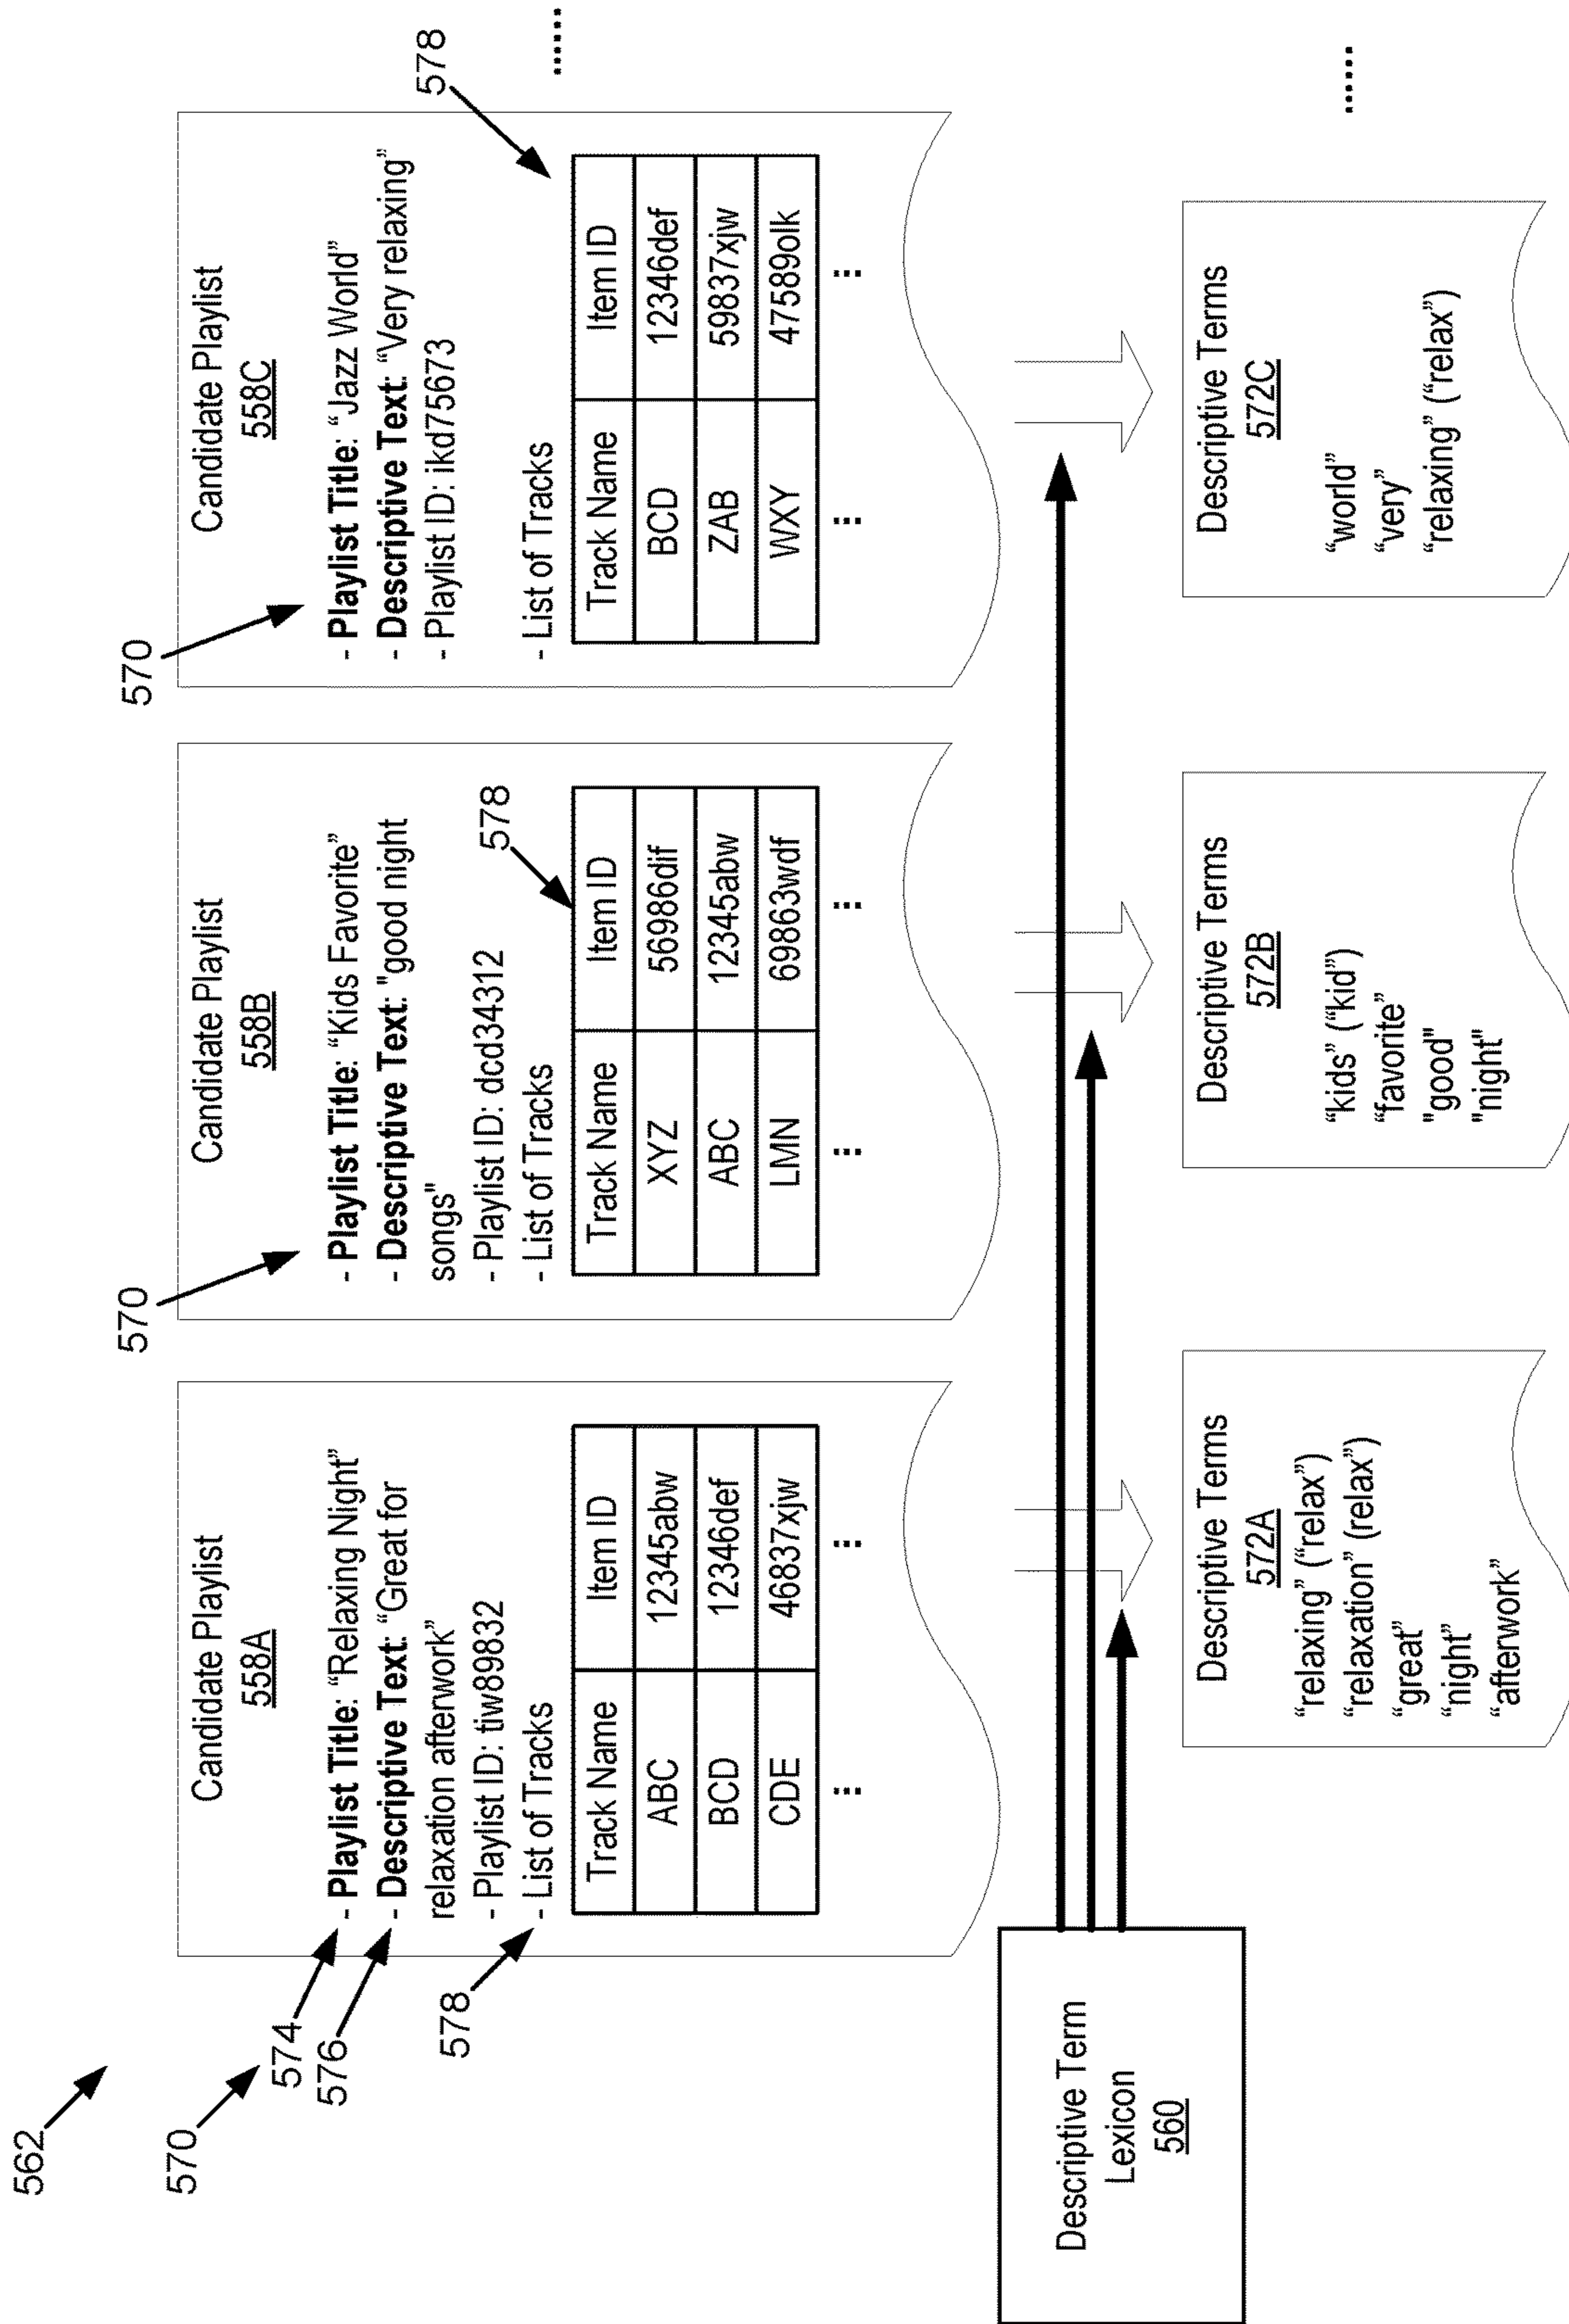 562
570
574
576
578
Candidate Playlist
558A
- Playlist Title: “Relaxing Night”
- Descriptive Text: “Great for
relaxation afterwork”
- Playlist ID: tiw89832
- List of Tracks
Track Name Item ID
ABC 12345abw
BCD 12346def
CDE 46837xjw
... ...
570
Candidate Playlist
558B
- Playlist Title: “Kids Favorite”
- Descriptive Text: "good night
songs"
- Playlist ID: dcd34312
- List of Tracks
578
Track Name Item ID
XYZ 56986dif
ABC 12345abw
LMN 69863wdf
... ...
570
Candidate Playlist
558C
- Playlist Title: “Jazz World”
- Descriptive Text: “Very relaxing”
- Playlist ID: ikd75673
- List of Tracks
578
Track Name Item ID
BCD 12346def
ZAB 59837xjw
WXY 47589olk
... ...
......
Descriptive Term
Lexicon
560
Descriptive Terms
572A
“relaxing” (“relax”)
“relaxation” (relax”)
“great”
“night”
“afterwork”
Descriptive Terms
572B
“kids” (“kid”)
“favorite”
"good"
"night"
Descriptive Terms
572C
“world”
“very”
“relaxing” (“relax”)
......